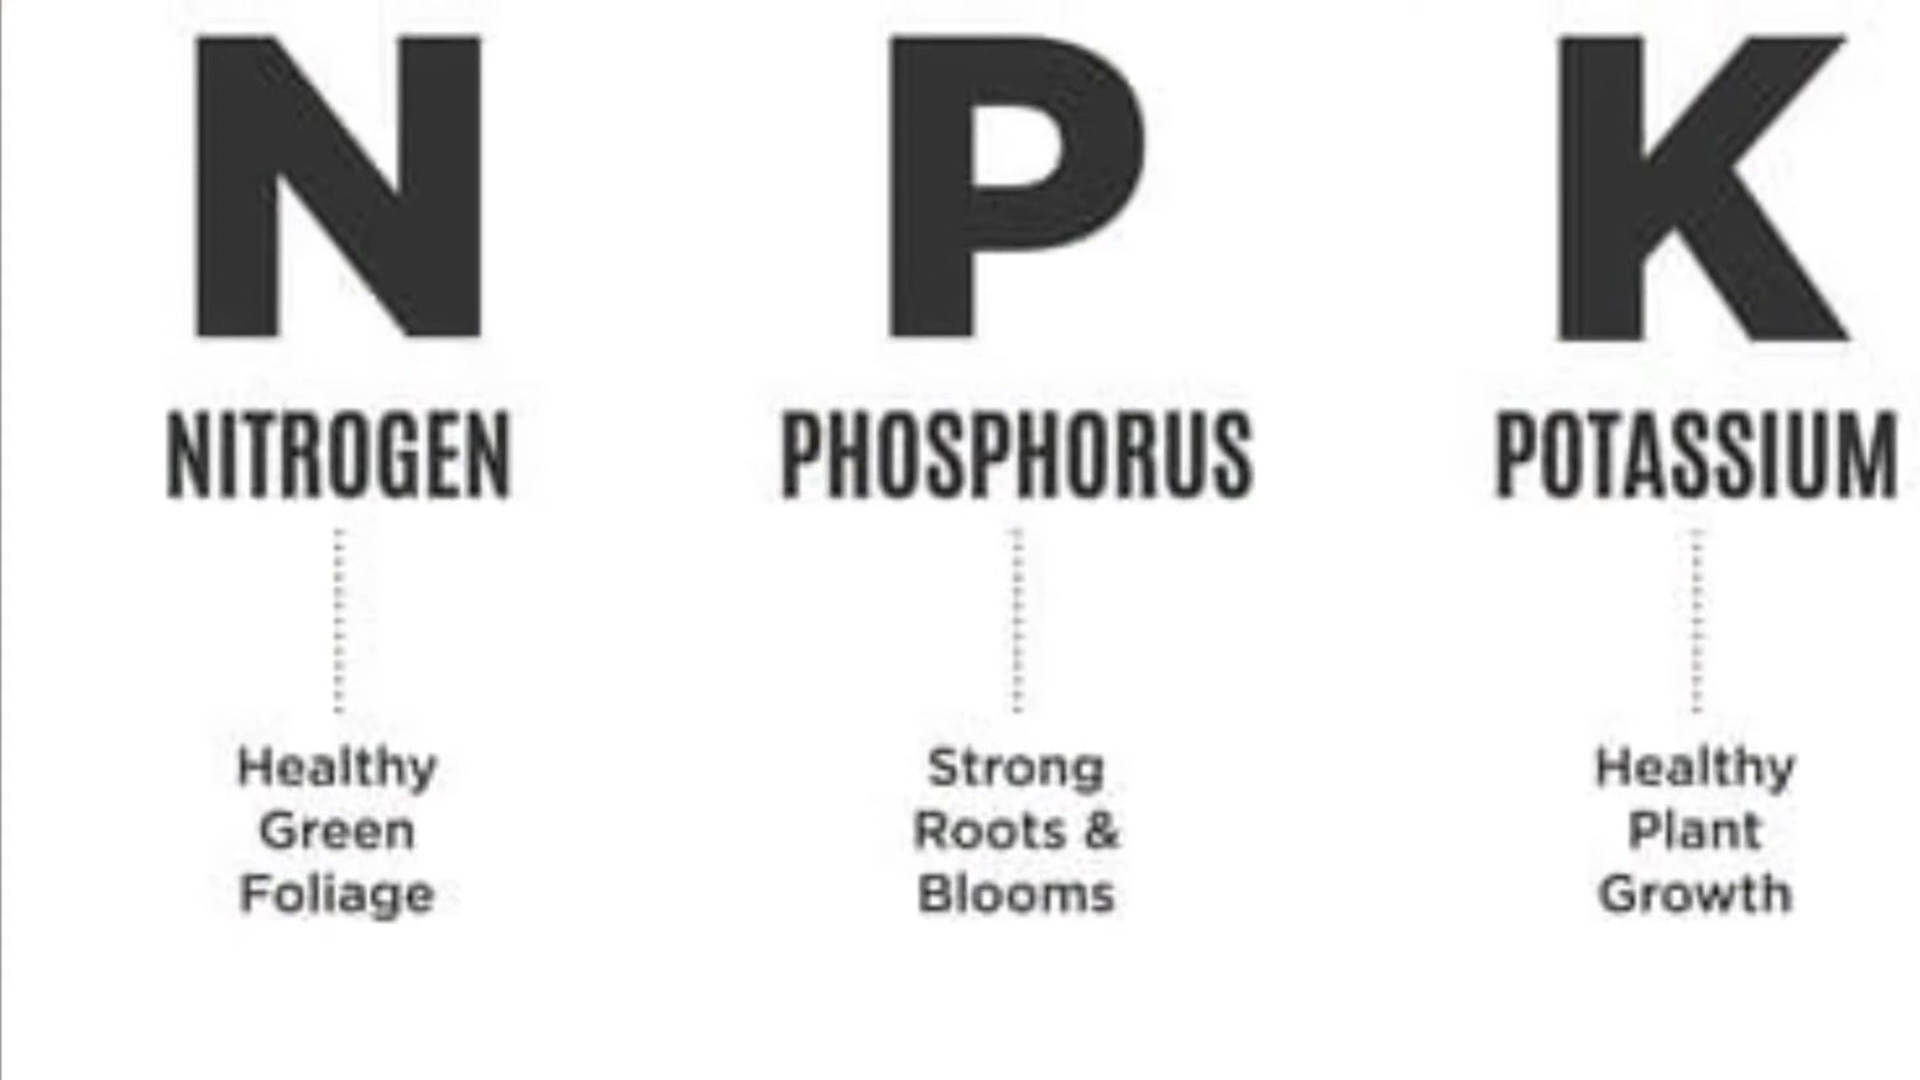 N P K
NITROGEN PHOSPHORUS POTASSIUM
Healthy Strong Healthy
Green Roots & Plant
Foliage Blooms Growth